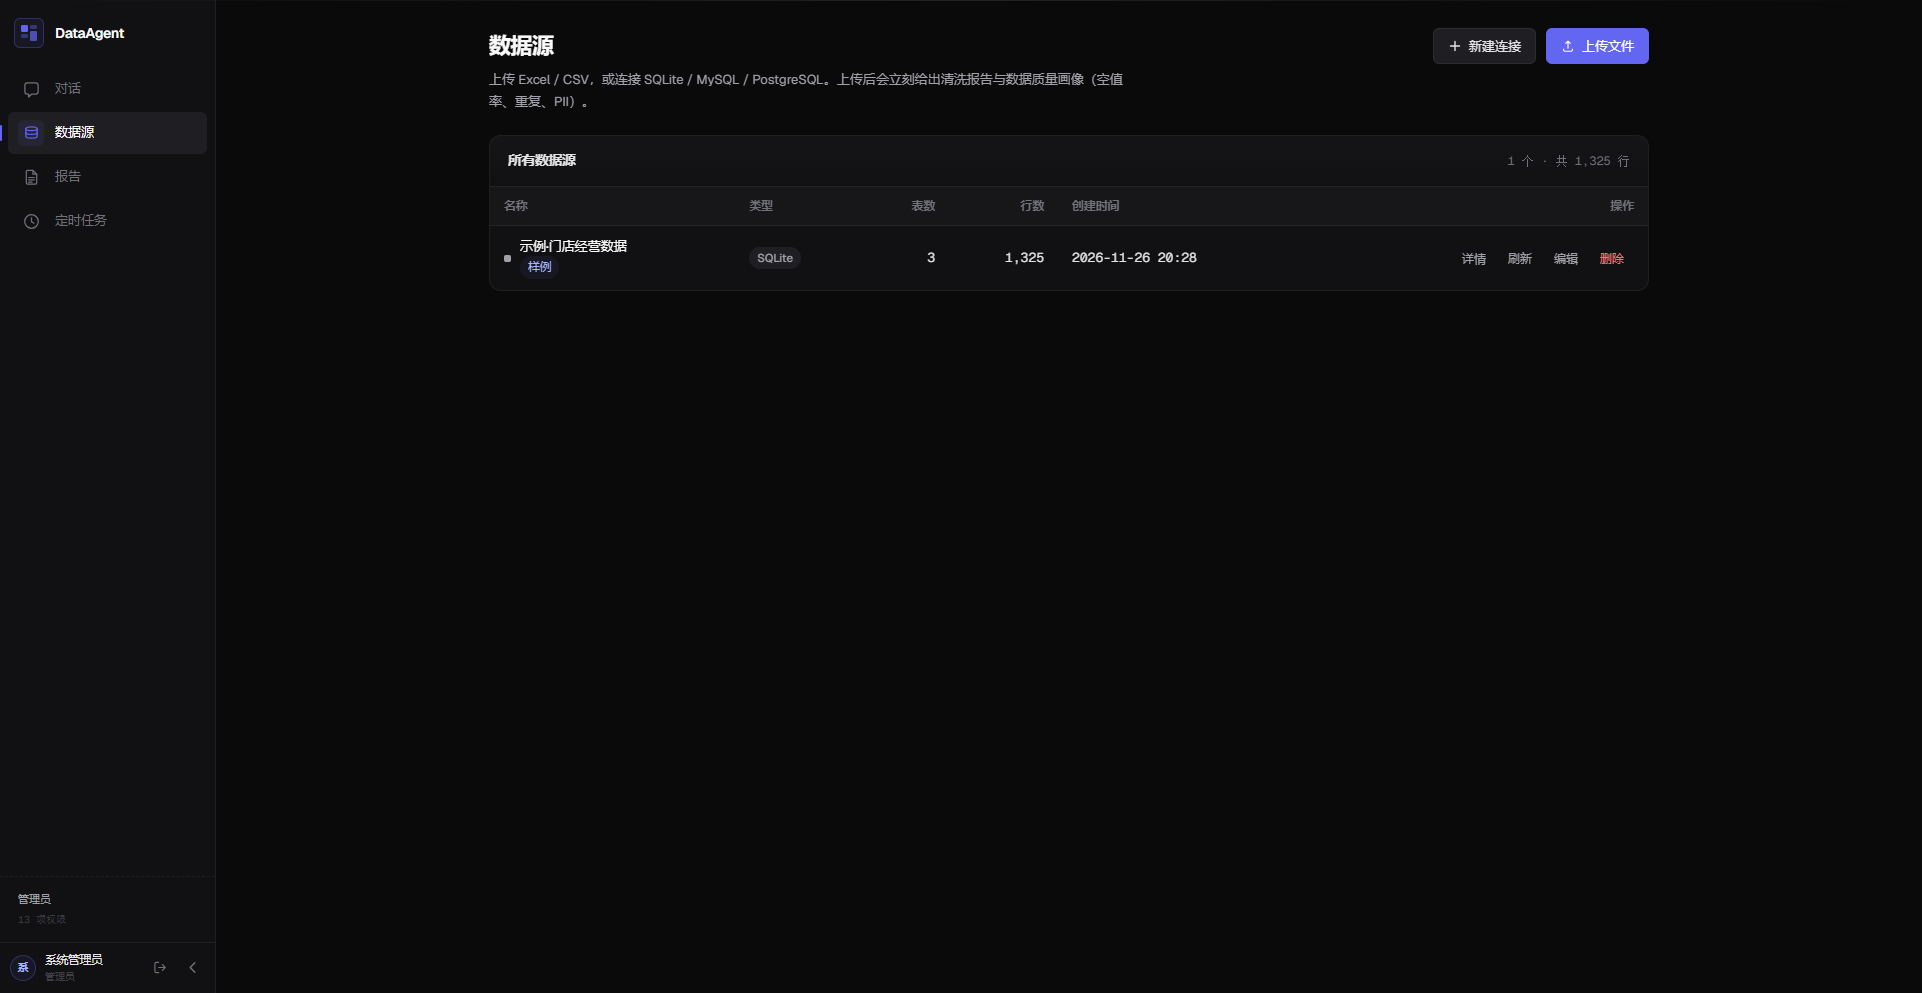 DataAgent
对话
数据源
报告
定时任务
管理员
13 项权限
系
系统管理员
管理员
数据源
上传 Excel / CSV，或连接 SQLite / MySQL / PostgreSQL。上传后会立刻给出清洗报告与数据质量画像（空值
率、重复、PII）。
新建连接
上传文件
所有数据源
1 个 · 共 1,325 行
名称 类型 表数 行数 创建时间 操作
示例-门店经营数据
样例
SQLite 3 1,325 2026-11-26 20:28 详情 刷新 编辑 删除